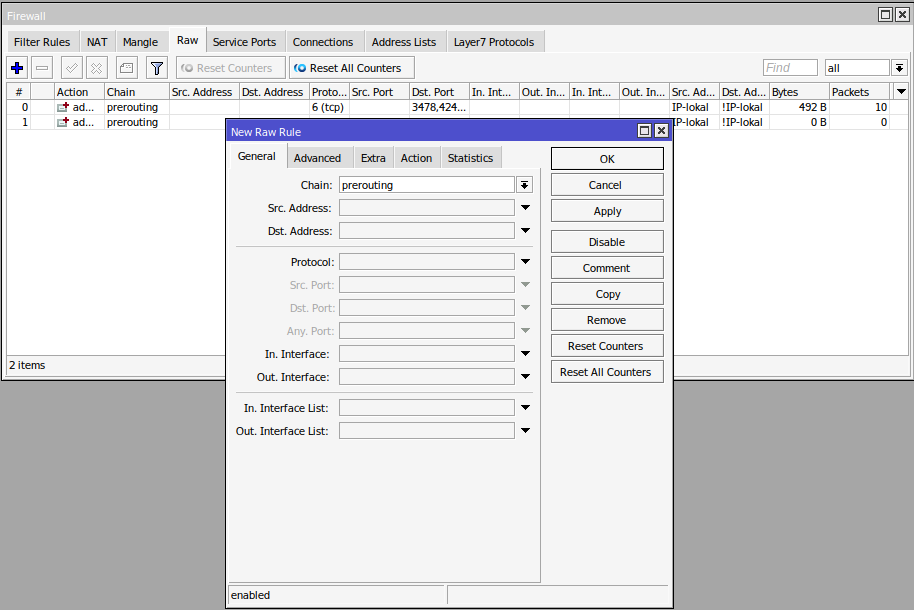 Firewall
Filter Rules NAT Mangle Raw Service Ports Connections Address Lists Layer7 Protocols
Reset Counters Reset All Counters Find all
# Action Chain Src. Address Dst. Address Proto... Src. Port Dst. Port In. Int... Out. In... In. Int... Out. In... Src. Ad... Dst. Ad... Bytes Packets
0 ad... prerouting 6 (tcp) 3478,424... IP-lokal !IP-lokal 492 B 10
1 ad... prerouting IP-lokal !IP-lokal 0 B 0
New Raw Rule
General Advanced Extra Action Statistics
OK
Chain: prerouting
Cancel
Src. Address:
Apply
Dst. Address:
Disable
Protocol:
Comment
Src. Port:
Copy
Dst. Port:
Remove
Any. Port:
Reset Counters
In. Interface:
Reset All Counters
Out. Interface:
In. Interface List:
Out. Interface List:
2 items
enabled